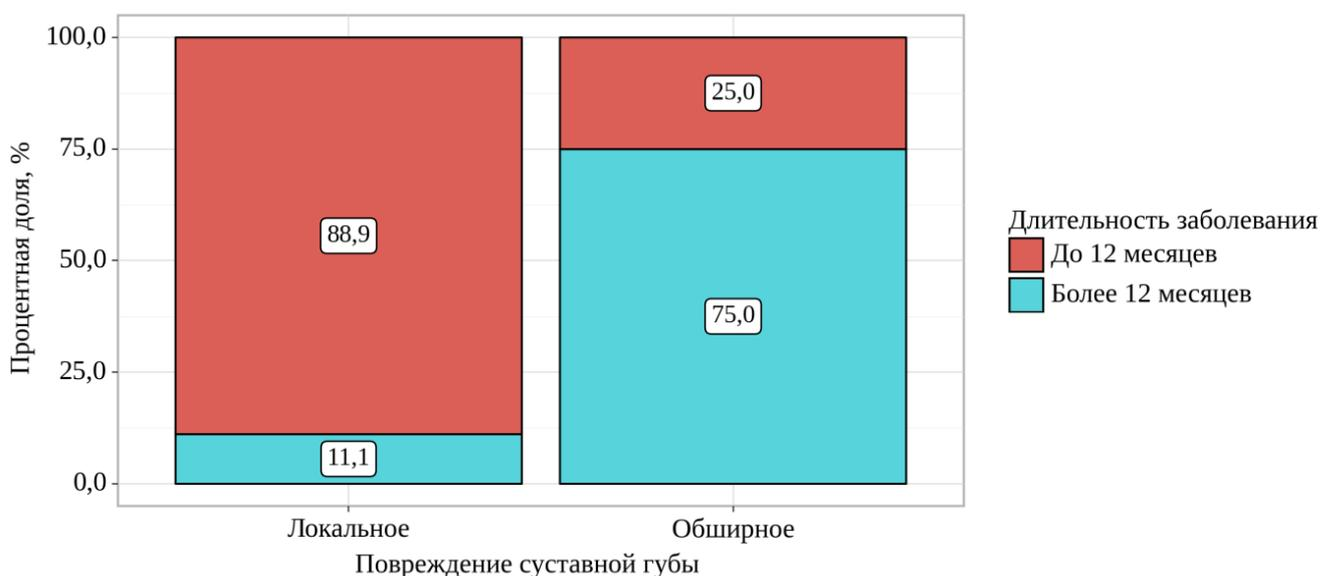 100,0
75,0
50,0
25,0
0,0
Процентная доля, %
88,9
11,1
25,0
75,0
Локальное
Обширное
Повреждение суставной губы
Длительность заболевания
До 12 месяцев
Более 12 месяцев